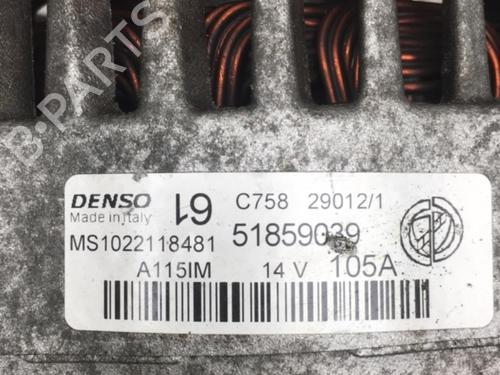 B-PARTS
DENSO
Made in Italy
19
C758 29012/1
MS1022118481 51859039
A115IM 14 V 105A